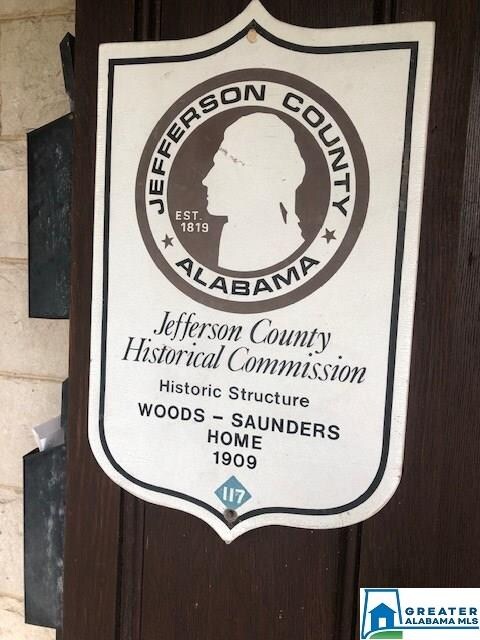 JEFFERSON COUNTY
EST.
1819
ALABAMA
Jefferson County
Historical Commission
Historic Structure
WOODS – SAUNDERS
HOME
1909
117
GREATER
ALABAMA MLS